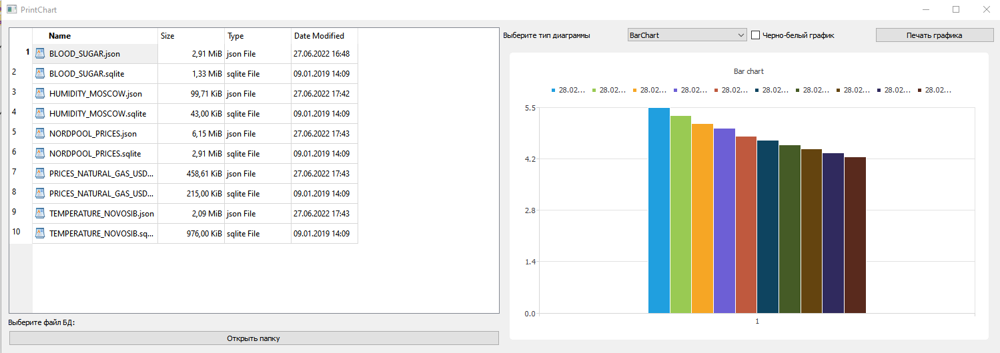 PrintChart
Name Size Type Date Modified
1 BLOOD_SUGAR.json 2,91 MiB json File 27.06.2022 16:48
2 BLOOD_SUGAR.sqlite 1,33 MiB sqlite File 09.01.2019 14:09
3 HUMIDITY_MOSCOW.json 99,71 KiB json File 27.06.2022 17:42
4 HUMIDITY_MOSCOW.sqlite 43,00 KiB sqlite File 09.01.2019 14:09
5 NORDPOOL_PRICES.json 6,15 MiB json File 27.06.2022 17:43
6 NORDPOOL_PRICES.sqlite 2,91 MiB sqlite File 09.01.2019 14:09
7 PRICES_NATURAL_GAS_USD... 458,61 KiB json File 27.06.2022 17:43
8 PRICES_NATURAL_GAS_USD... 215,00 KiB sqlite File 09.01.2019 14:09
9 TEMPERATURE_NOVOSIB.json 2,09 MiB json File 27.06.2022 17:43
10 TEMPERATURE_NOVOSIB.sq... 976,00 KiB sqlite File 09.01.2019 14:09
Выберите файл БД:
Открыть папку
Выберите тип диаграммы BarChart Черно-белый график Печать графика
Bar chart
28.02... 28.02... 28.02... 28.02... 28.02... 28.02... 28.02... 28.02... 28.02... 28.02...
5.5
4.2
2.8
1.4
0.0
1